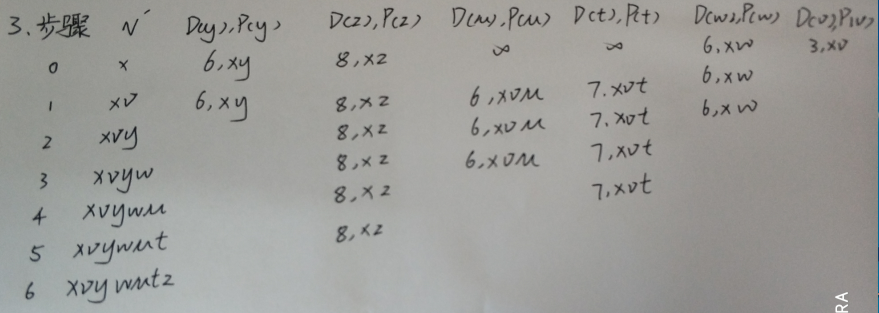 3. 步骤 N' D(y),P(y) D(z),P(z) D(u),P(u) D(t),P(t) D(w),P(w) D(v),P(v)
0 x 6,xy 8,xz ∞ ∞ 6,xw 3,xv
1 xv 6,xy 8,xz 6,xvu 7.xvt 6,xw
2 xvy 8,xz 6,xvu 7.xvt 6,xw
3 xvyw 8,xz 6,xvu 7,xvt
4 xvywu 8,xz 7,xvt
5 xvywut 8,xz
6 xvywutz
RA